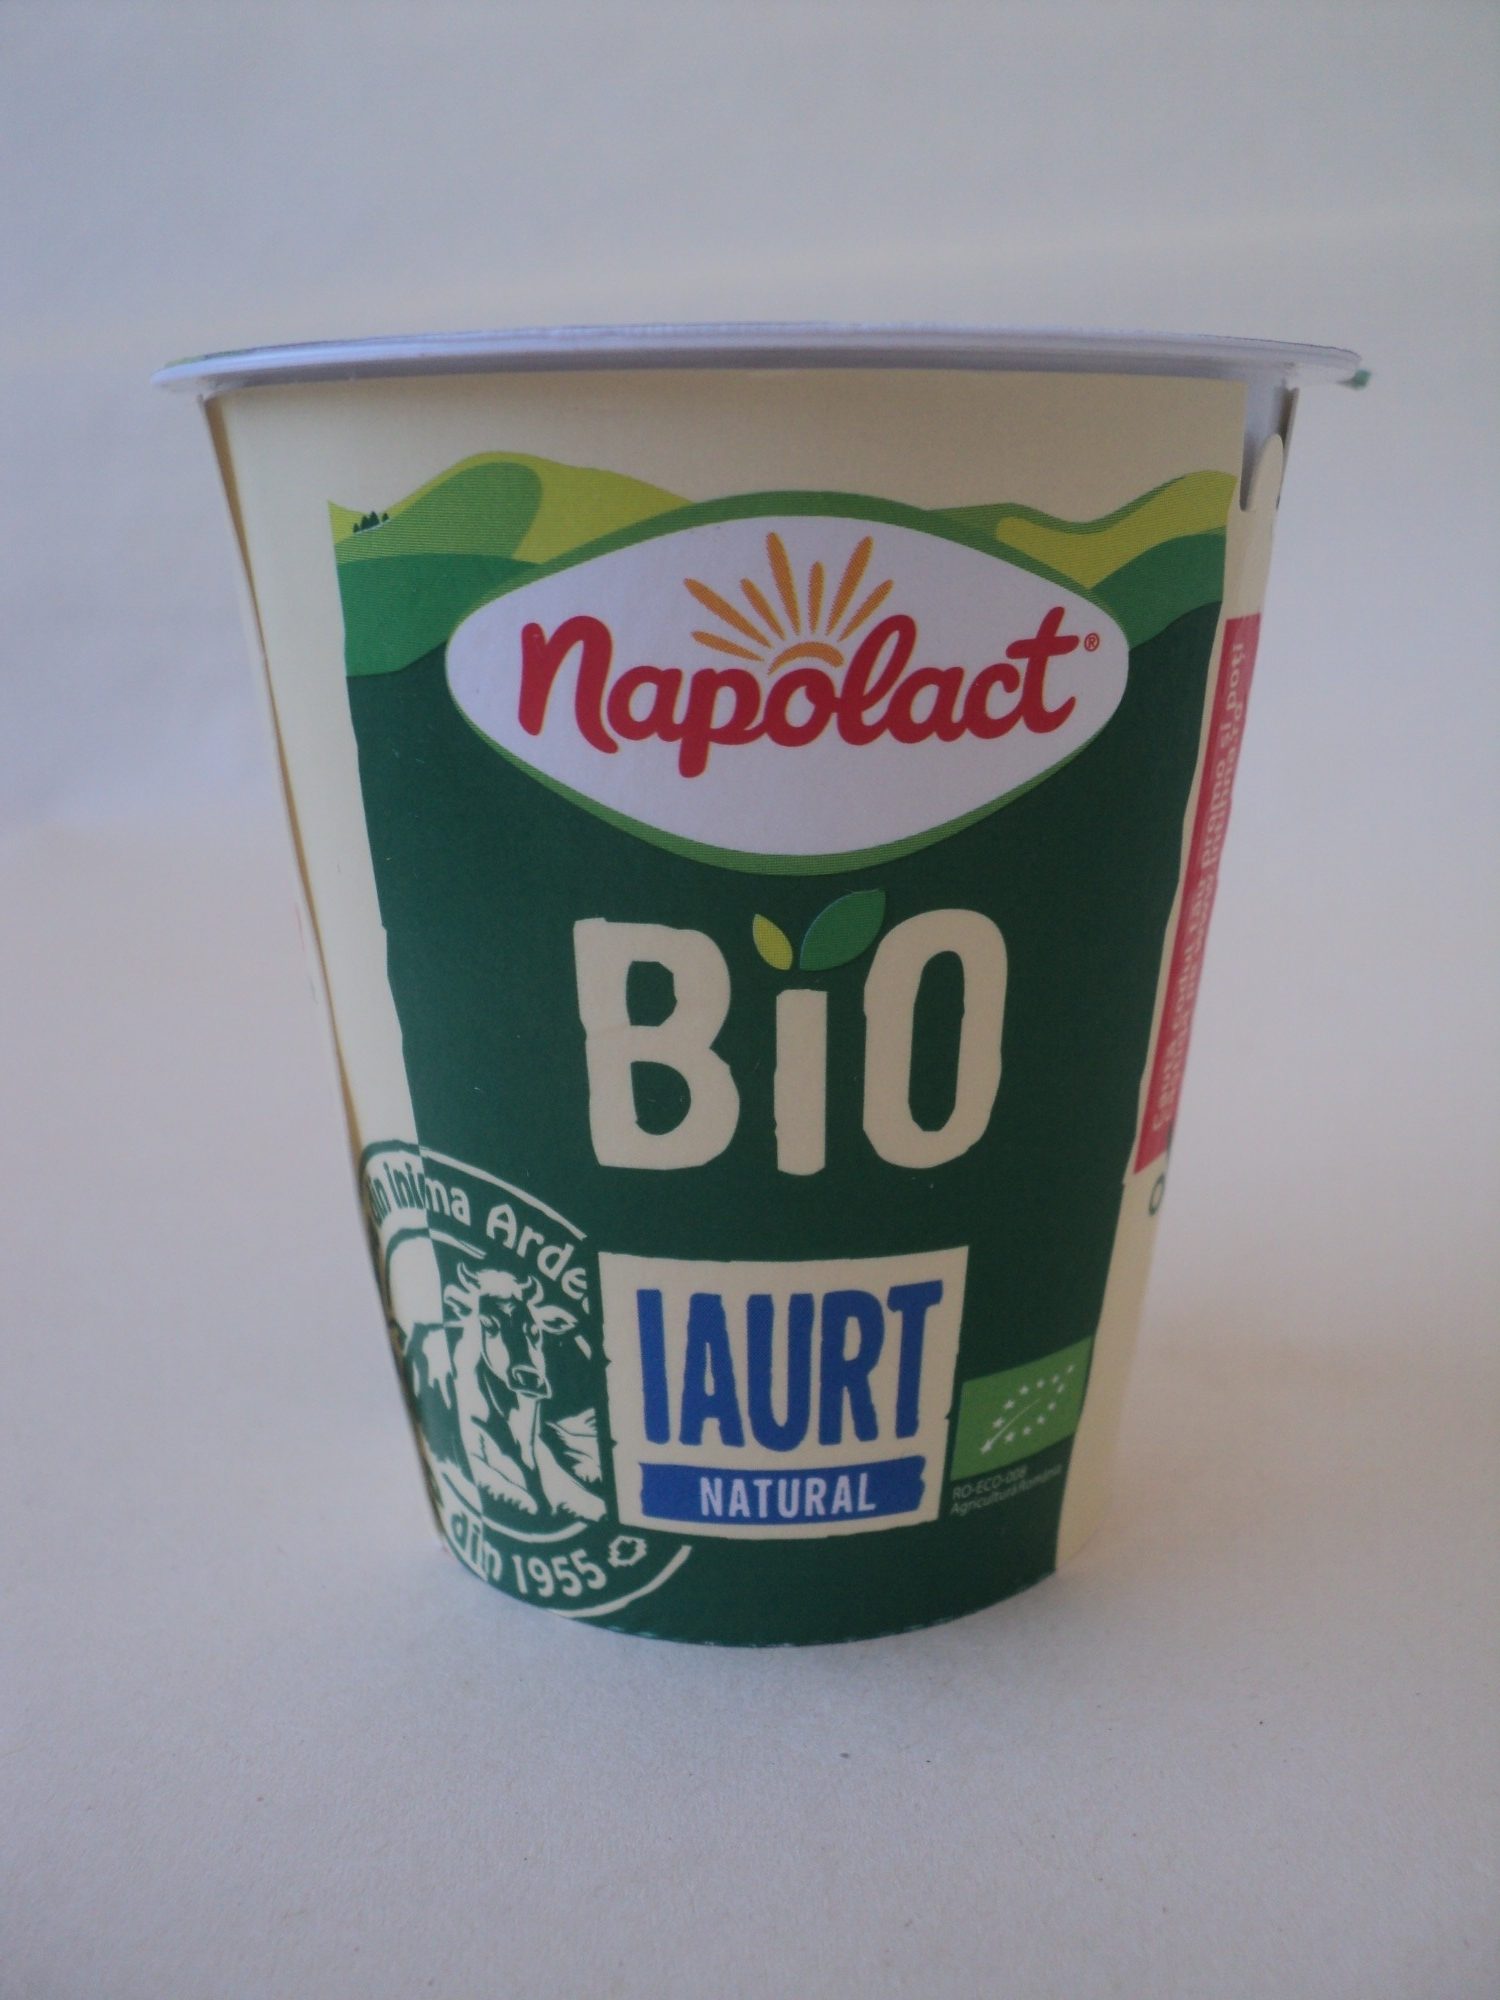 Napolact®
BiO
din Inima Arde
IAURT
NATURAL
RO-ECO-008
Agricultură România
din 1955